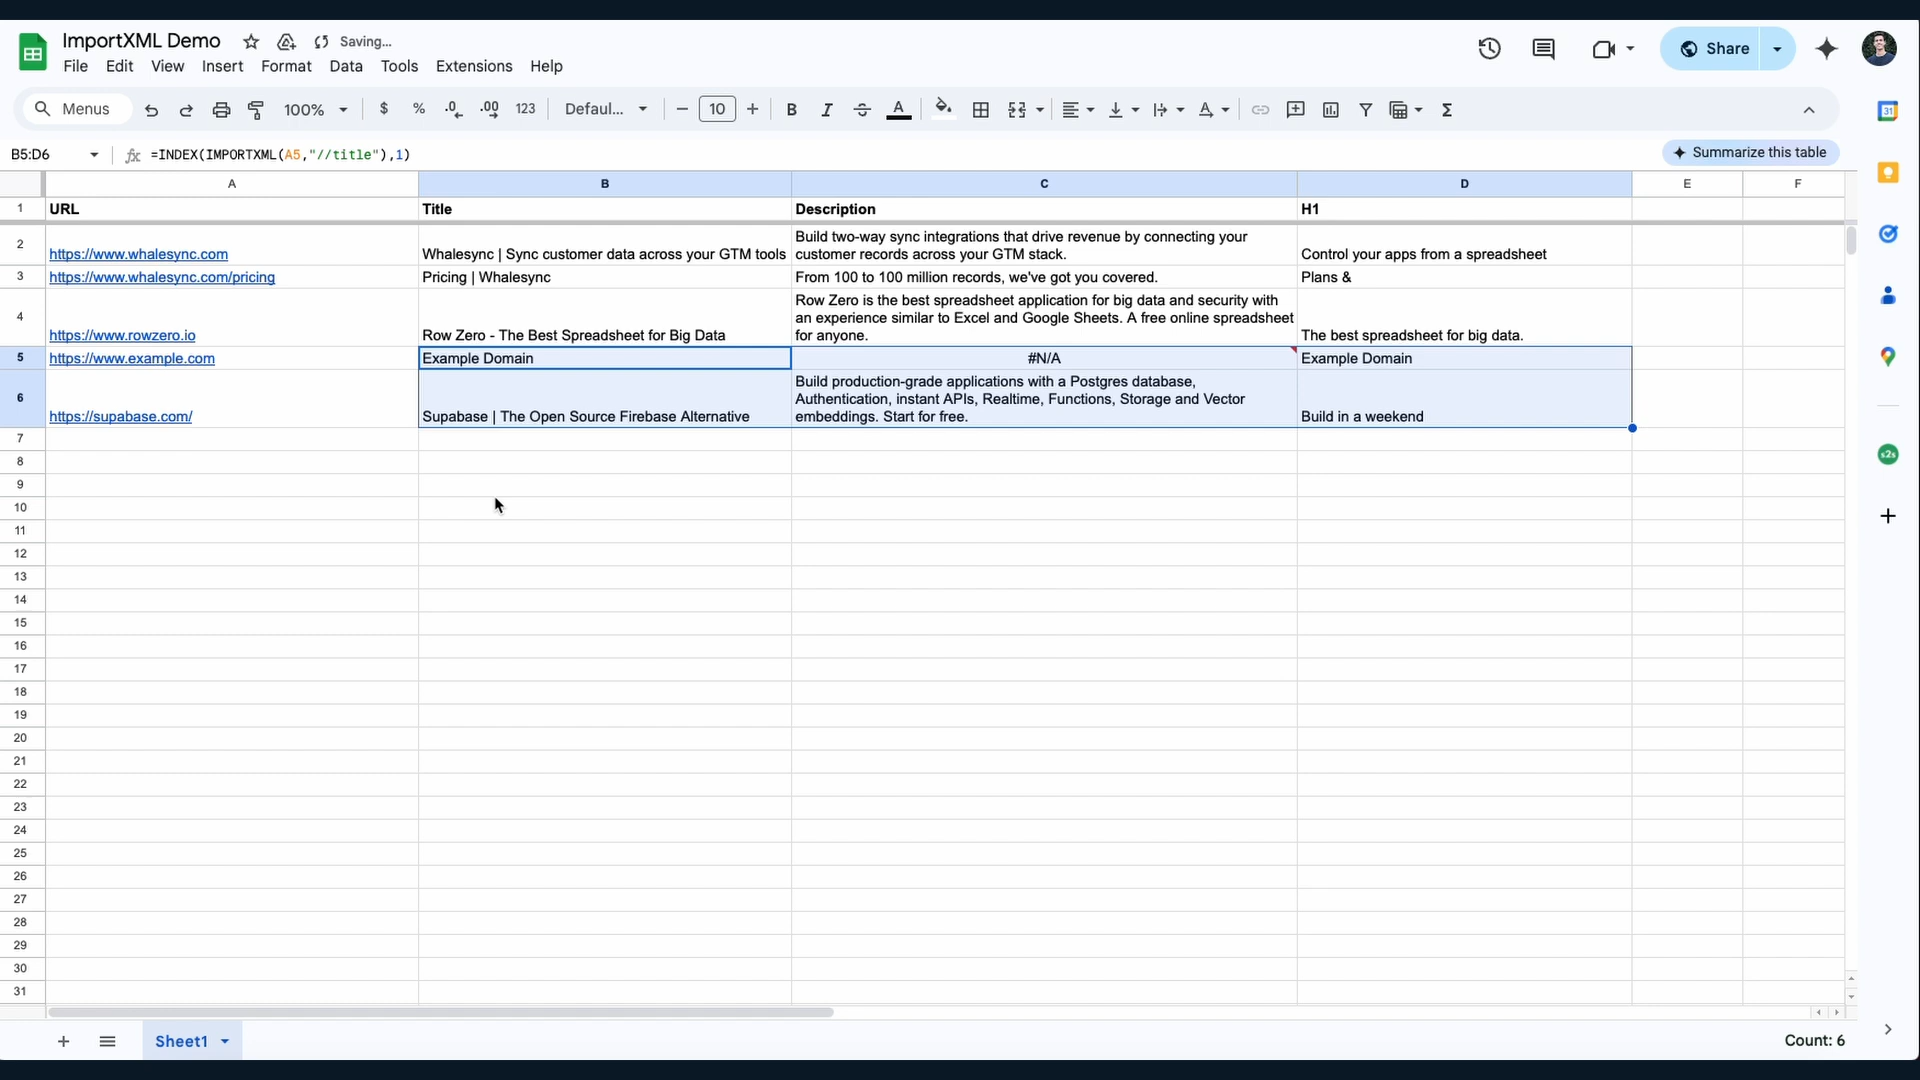 ImportXML Demo
Saving...
Share
File Edit View Insert Format Data Tools Extensions Help
Menus
100%
$ % .0 .00 123
Defaul...
10
B I A
31
B5:D6
fx =INDEX(IMPORTXML(A5,"//title"),1)
Summarize this table
A B C D E F
1 URL Title Description H1
2 https://www.whalesync.com Whalesync | Sync customer data across your GTM tools
Build two-way sync integrations that drive revenue by connecting your
customer records across your GTM stack.
Control your apps from a spreadsheet
3 https://www.whalesync.com/pricing Pricing | Whalesync From 100 to 100 million records, we've got you covered. Plans &
4 https://www.rowzero.io Row Zero - The Best Spreadsheet for Big Data
Row Zero is the best spreadsheet application for big data and security with
an experience similar to Excel and Google Sheets. A free online spreadsheet
for anyone.
The best spreadsheet for big data.
5 https://www.example.com Example Domain #N/A Example Domain
6 https://supabase.com/ Supabase | The Open Source Firebase Alternative
Build production-grade applications with a Postgres database,
Authentication, instant APIs, Realtime, Functions, Storage and Vector
embeddings. Start for free.
Build in a weekend
s2s
7
8
9
10
11
12
13
14
15
16
17
18
19
20
21
22
23
24
25
26
27
28
29
30
31
Sheet1
Count: 6